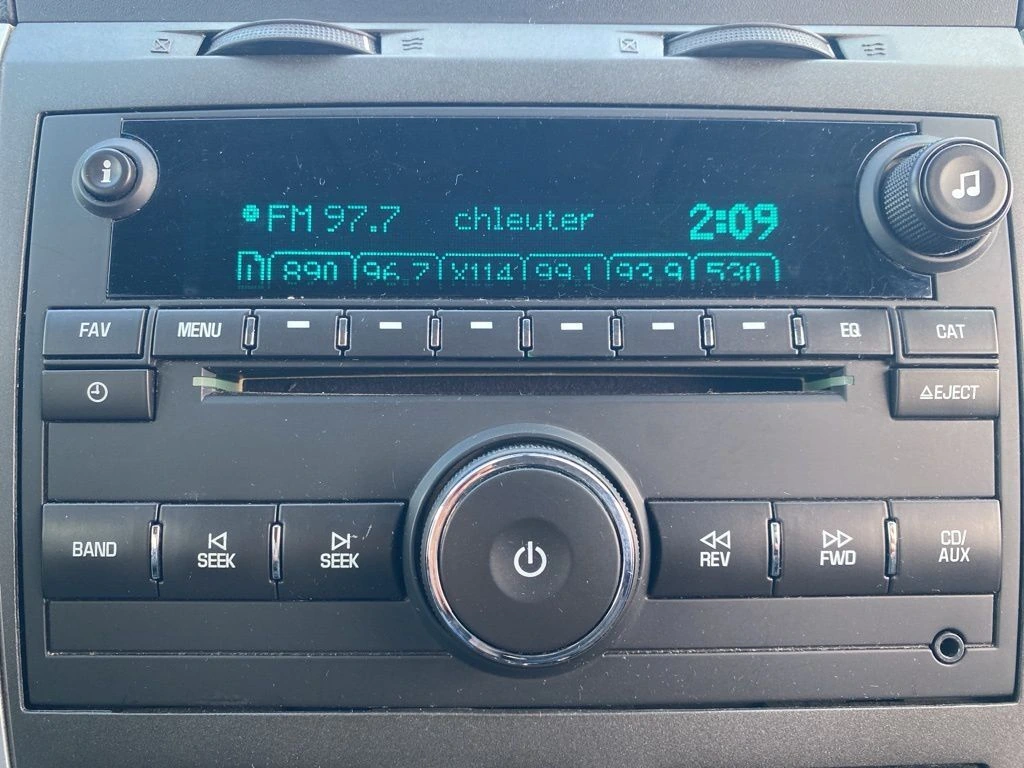 FM 97.7 chleuter 2:09
890 96.7 X114 99.1 93.9 530
FAV MENU EQ CAT
EJECT
BAND SEEK SEEK REV FWD CD/
AUX